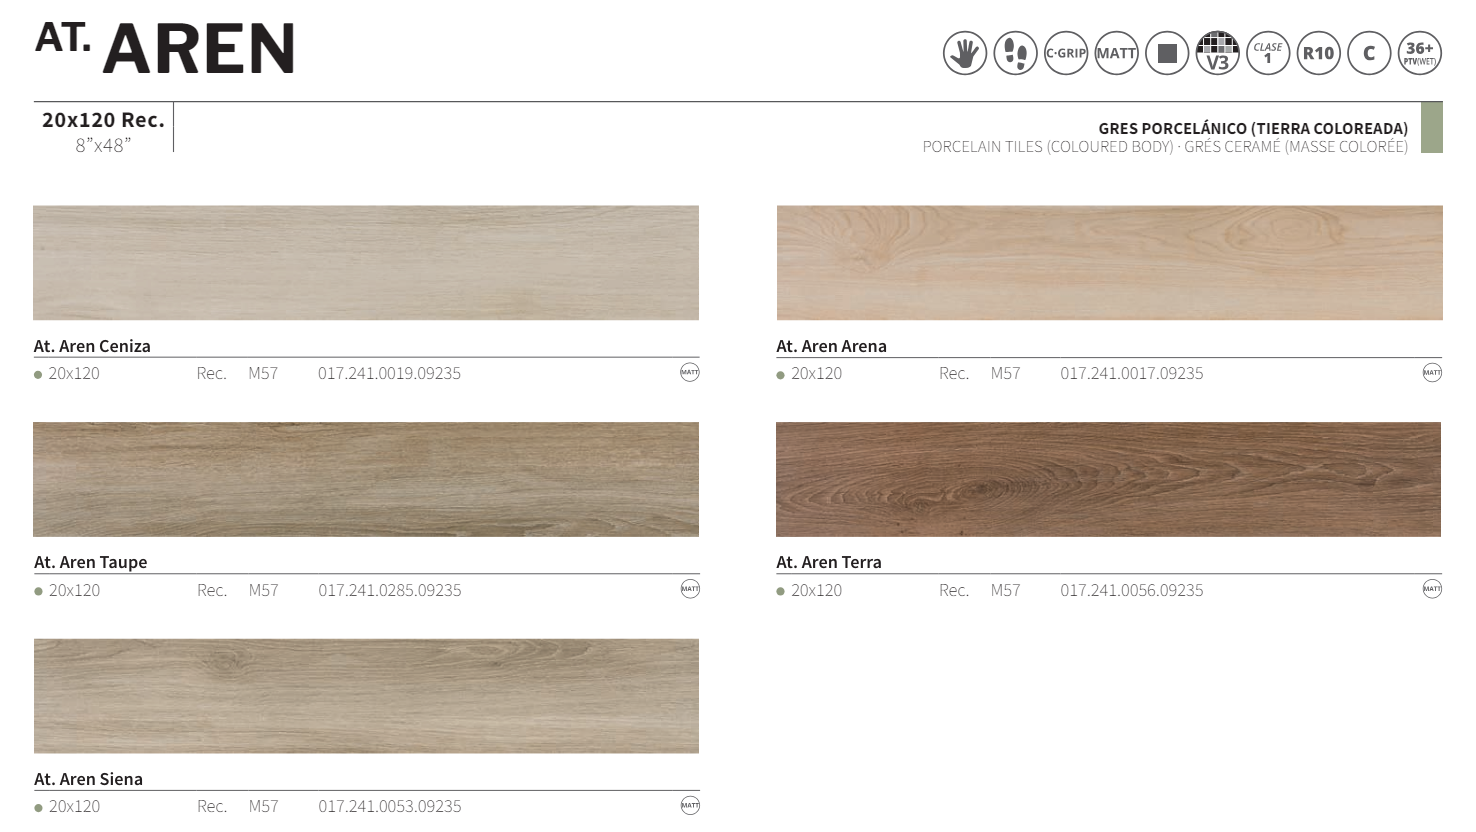 AT. AREN
C·GRIP MATT V3 CLASE 1 R10 C 36+ PTV(WET)
20x120 Rec.
8”x48”
GRES PORCELÁNICO (TIERRA COLOREADA)
PORCELAIN TILES (COLOURED BODY) · GRÉS CERAMÉ (MASSE COLORÉE)
At. Aren Ceniza
20x120 Rec. M57 017.241.0019.09235 MATT
At. Aren Arena
20x120 Rec. M57 017.241.0017.09235 MATT
At. Aren Taupe
20x120 Rec. M57 017.241.0285.09235 MATT
At. Aren Terra
20x120 Rec. M57 017.241.0056.09235 MATT
At. Aren Siena
20x120 Rec. M57 017.241.0053.09235 MATT